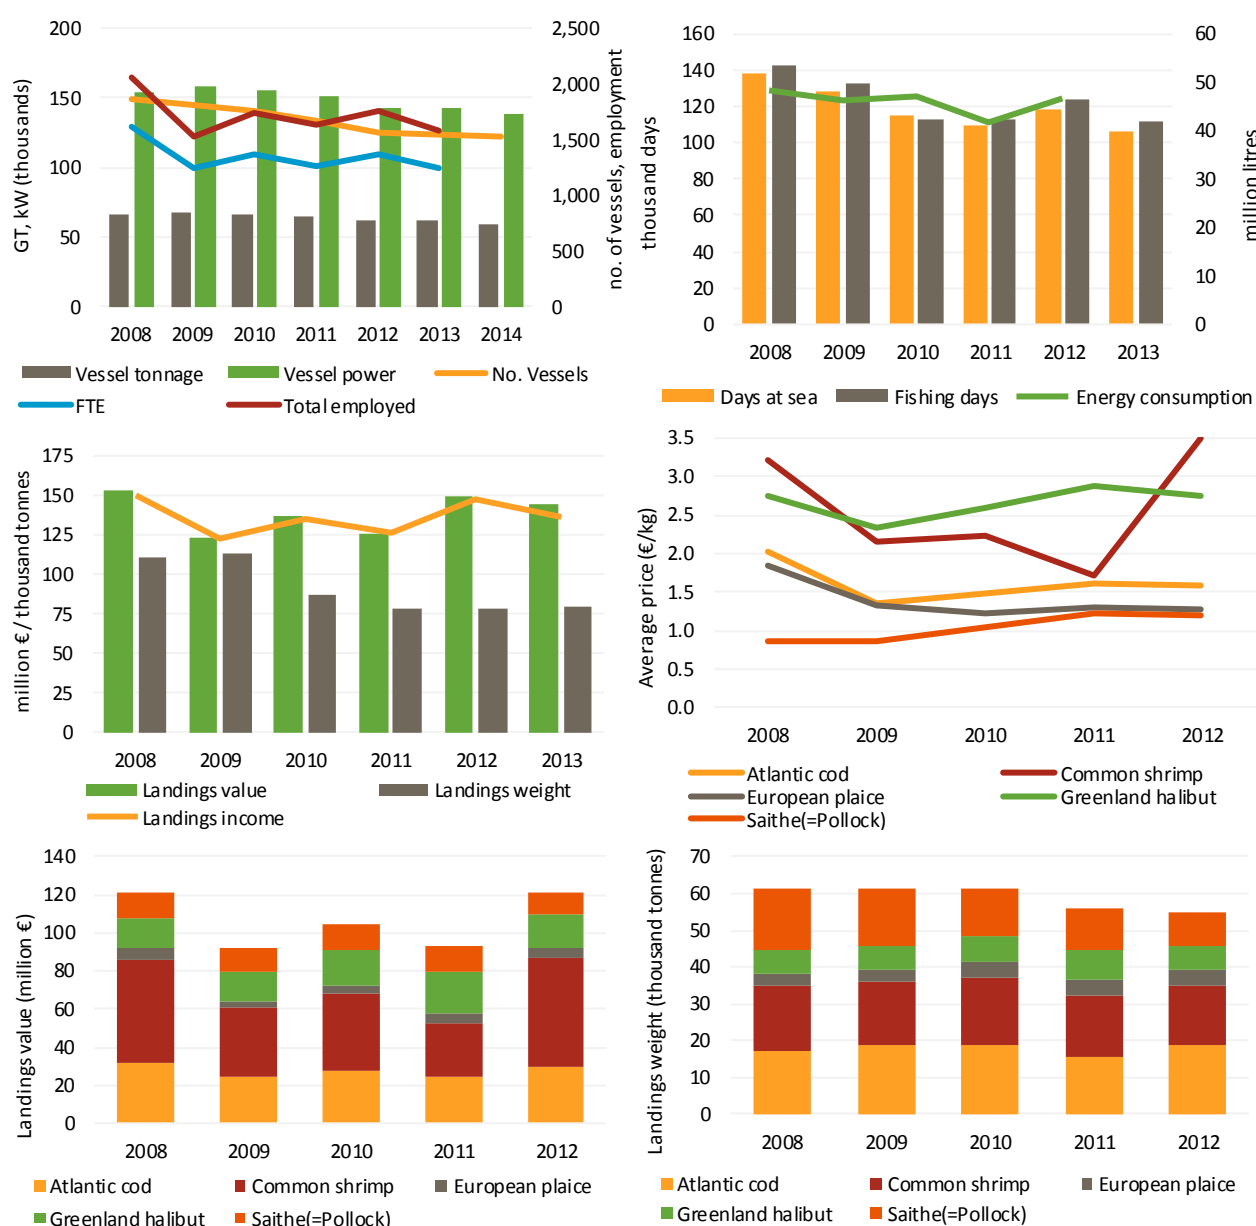 GT, kW (thousands)
200
150
100
50
0
2,500
2,000
1,500
1,000
500
0
no. of vessels, employment
2008 2009 2010 2011 2012 2013 2014
Vessel tonnage Vessel power No. Vessels
FTE Total employed
thousand days
160
140
120
100
80
60
40
20
0
60
50
40
30
20
10
0
million litres
2008 2009 2010 2011 2012 2013
Days at sea Fishing days Energy consumption
million € / thousand tonnes
175
150
125
100
75
50
25
0
2008 2009 2010 2011 2012 2013
Landings value Landings weight
Landings income
Average price (€/kg)
3.5
3.0
2.5
2.0
1.5
1.0
0.5
0.0
2008 2009 2010 2011 2012
Atlantic cod Common shrimp
European plaice Greenland halibut
Saithe(=Pollock)
Landings value (million €)
140
120
100
80
60
40
20
0
2008 2009 2010 2011 2012
Atlantic cod Common shrimp European plaice
Greenland halibut Saithe(=Pollock)
Landings weight (thousand tonnes)
70
60
50
40
30
20
10
0
2008 2009 2010 2011 2012
Atlantic cod Common shrimp European plaice
Greenland halibut Saithe(=Pollock)